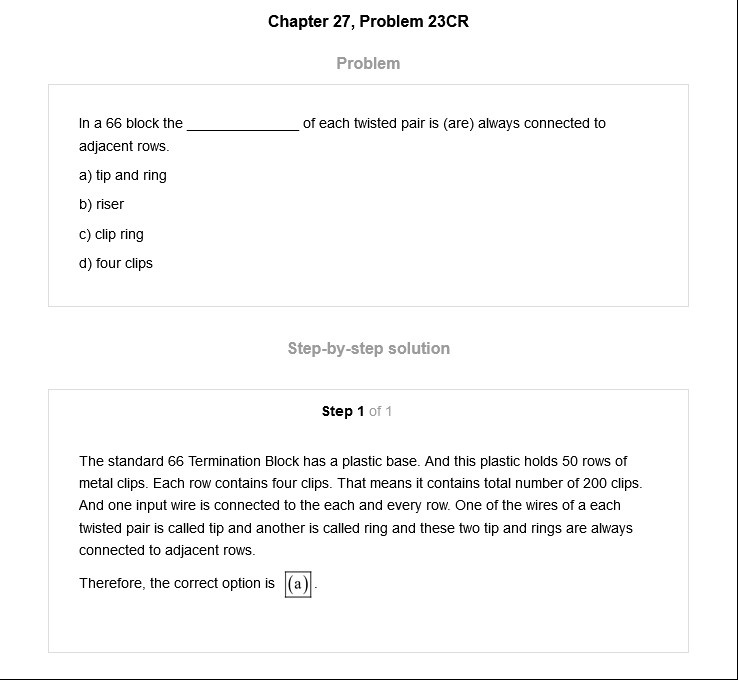 Chapter 27, Problem 23CR
Problem
In a 66 block the ______________ of each twisted pair is (are) always connected to
adjacent rows.
a) tip and ring
b) riser
c) clip ring
d) four clips
Step-by-step solution
Step 1 of 1
The standard 66 Termination Block has a plastic base. And this plastic holds 50 rows of
metal clips. Each row contains four clips. That means it contains total number of 200 clips.
And one input wire is connected to the each and every row. One of the wires of a each
twisted pair is called tip and another is called ring and these two tip and rings are always
connected to adjacent rows.
Therefore, the correct option is (a).